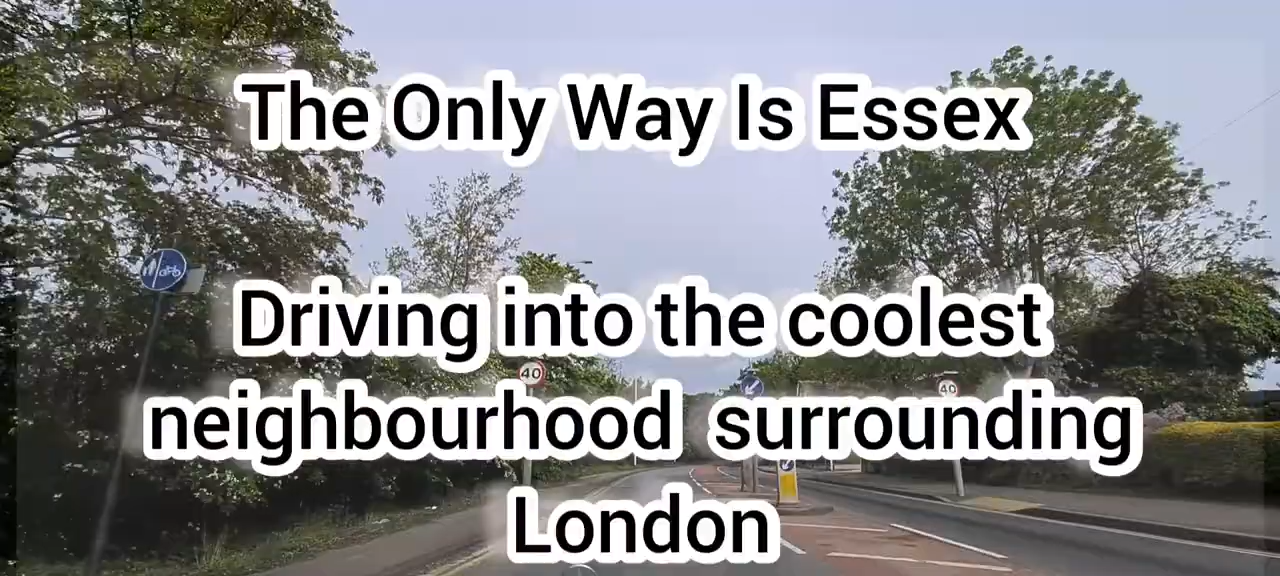 The Only Way Is Essex
Driving into the coolest
40
40
neighbourhood surrounding
London